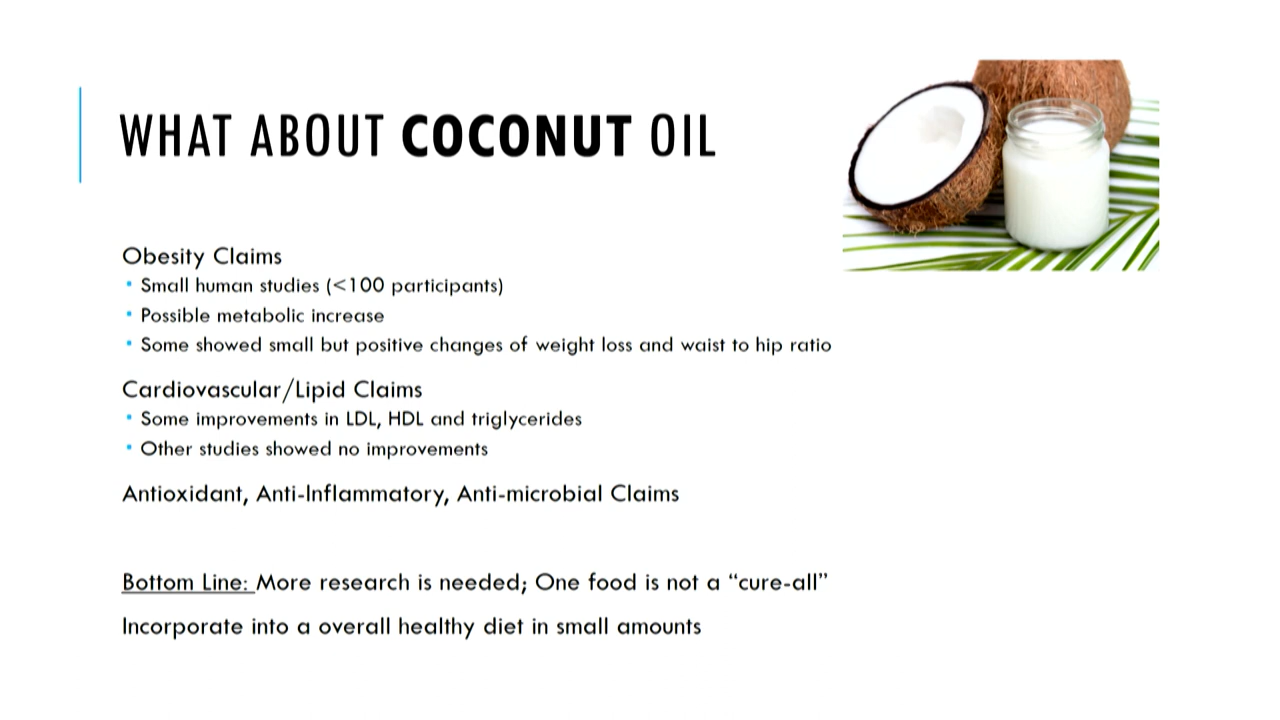 WHAT ABOUT COCONUT OIL
Obesity Claims
• Small human studies (<100 participants)
• Possible metabolic increase
• Some showed small but positive changes of weight loss and waist to hip ratio
Cardiovascular/Lipid Claims
• Some improvements in LDL, HDL and triglycerides
• Other studies showed no improvements
Antioxidant, Anti-Inflammatory, Anti-microbial Claims
Bottom Line: More research is needed; One food is not a “cure-all”
Incorporate into a overall healthy diet in small amounts